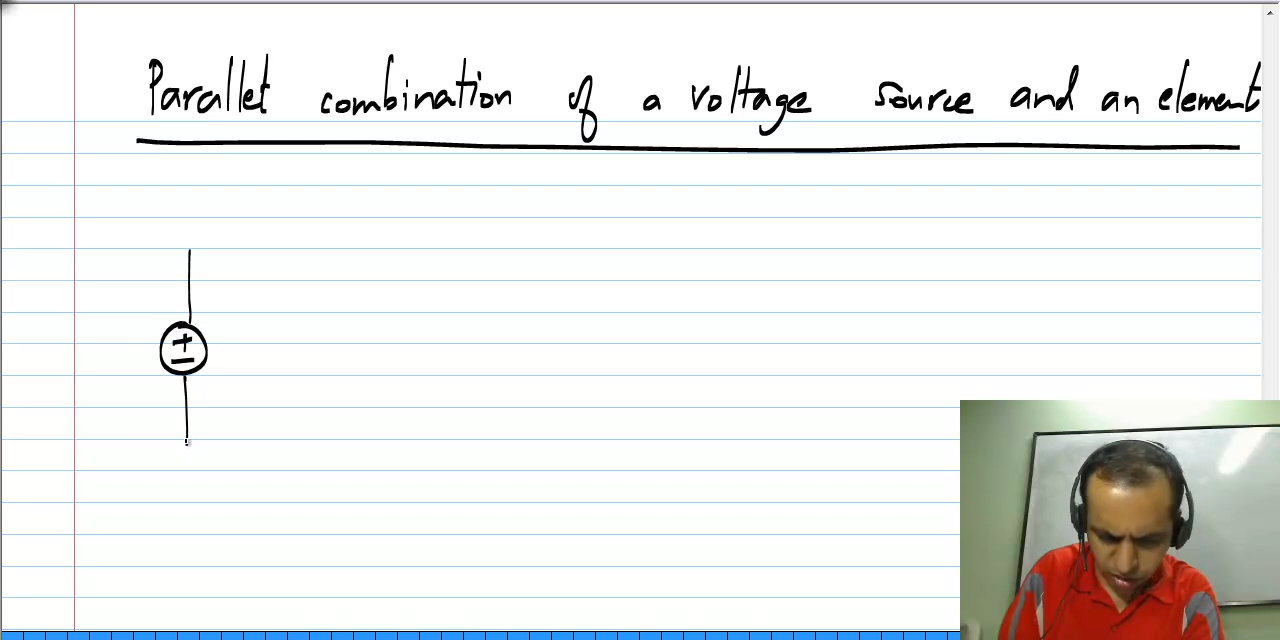 Parallel combination of a voltage source and an element
+
−